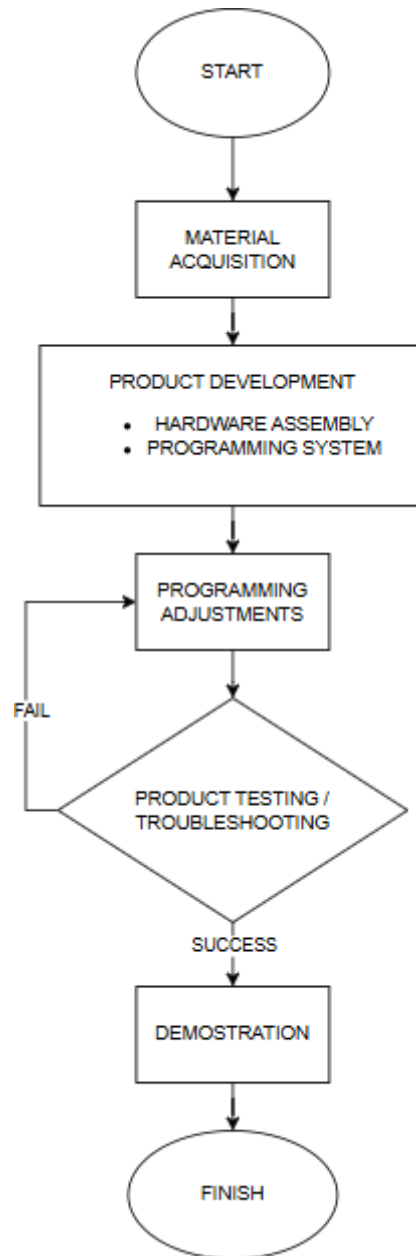 START
MATERIAL
ACQUISITION
PRODUCT DEVELOPMENT
• HARDWARE ASSEMBLY
• PROGRAMMING SYSTEM
PROGRAMMING
ADJUSTMENTS
FAIL
PRODUCT TESTING /
TROUBLESHOOTING
SUCCESS
DEMOSTRATION
FINISH